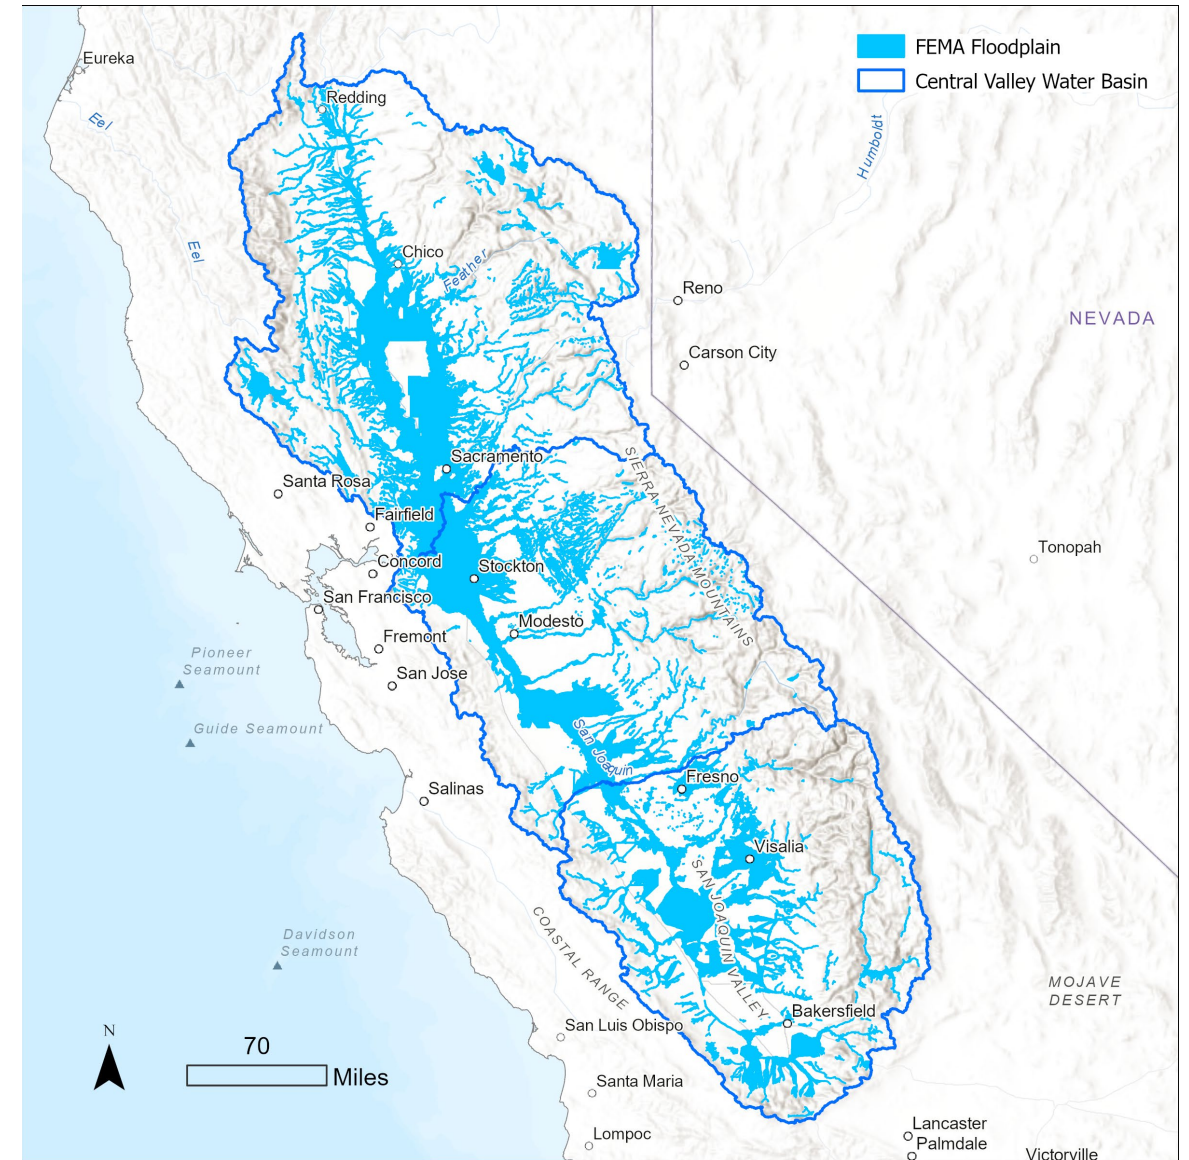 FEMA Floodplain
Central Valley Water Basin
Eureka
Redding
Eel
Humboldt
Eel
Chico
Feather
Reno
NEVADA
Carson City
Sacramento
SIERRA NEVADA MOUNTAINS
Santa Rosa
Fairfield
Concord
Stockton
Tonopah
San Francisco
Modesto
Fremont
Pioneer
Seamount
San Jose
Guide Seamount
San Joaquin
Fresno
Salinas
Visalia
SAN JOAQUIN VALLEY
COASTAL RANGE
Davidson
Seamount
MOJAVE
DESERT
Bakersfield
San Luis Obispo
N
70
Miles
Santa Maria
Lancaster
Lompoc
Palmdale
Victorville